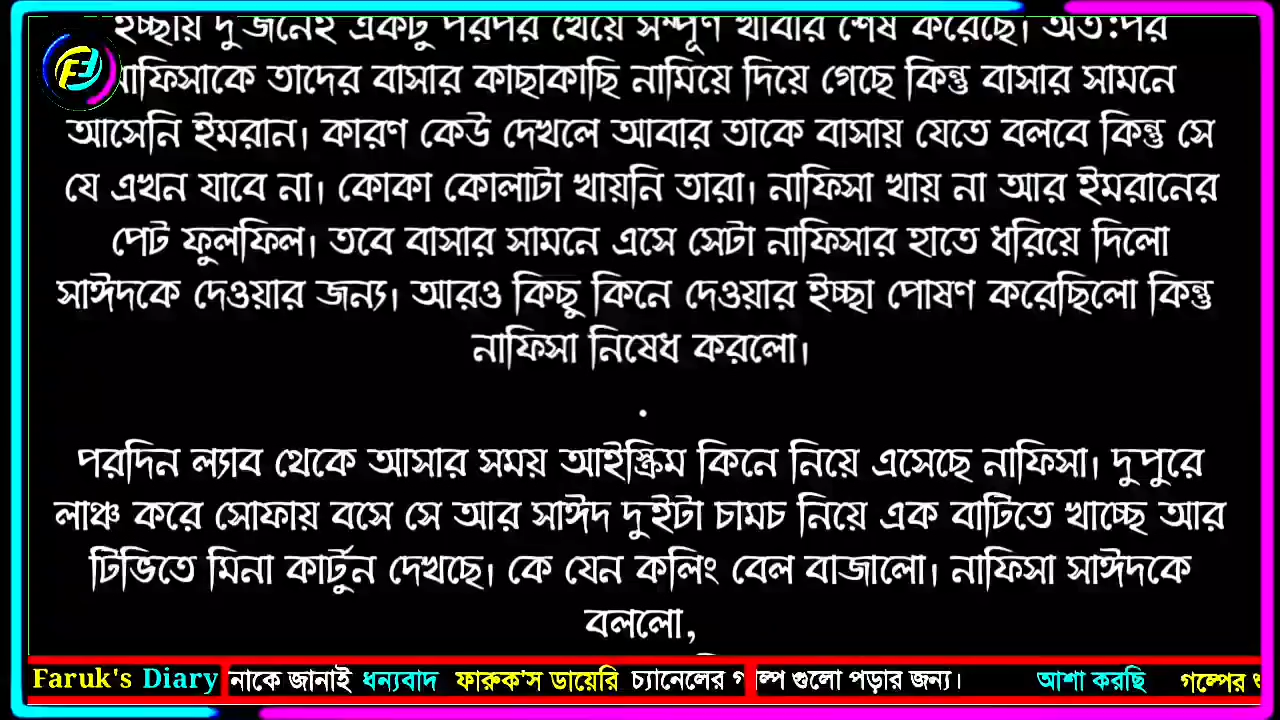 ইচ্ছায় দুজনেই একটু পরপর খেয়ে সম্পূর্ণ খাবার শেষ করেছে। অত:পর
নাফিসাকে তাদের বাসার কাছাকাছি নামিয়ে দিয়ে গেছে কিন্তু বাসার সামনে
আসেনি ইমরান। কারণ কেউ দেখলে আবার তাকে বাসায় যেতে বলবে কিন্তু সে
যে এখন যাবে না। কোকা কোলাটা খায়নি তারা। নাফিসা খায় না আর ইমরানের
পেট ফুলফিল। তবে বাসার সামনে এসে সেটা নাফিসার হাতে ধরিয়ে দিলো
সাঈদকে দেওয়ার জন্য। আরও কিছু কিনে দেওয়ার ইচ্ছা পোষণ করেছিলো কিন্তু
নাফিসা নিষেধ করলো।
.
পরদিন ল্যাব থেকে আসার সময় আইস্ক্রিম কিনে নিয়ে এসেছে নাফিসা। দুপুরে
লাঞ্চ করে সোফায় বসে সে আর সাঈদ দুইটা চামচ নিয়ে এক বাটিতে খাচ্ছে আর
টিভিতে মিনা কার্টুন দেখছে। কে যেন কলিং বেল বাজালো। নাফিসা সাঈদকে
বললো,
Faruk's Diary নাকে জানাই ধন্যবাদ ফারুক'স ডায়েরি চ্যানেলের গল্প গুলো পড়ার জন্য। আশা করছি গল্পের